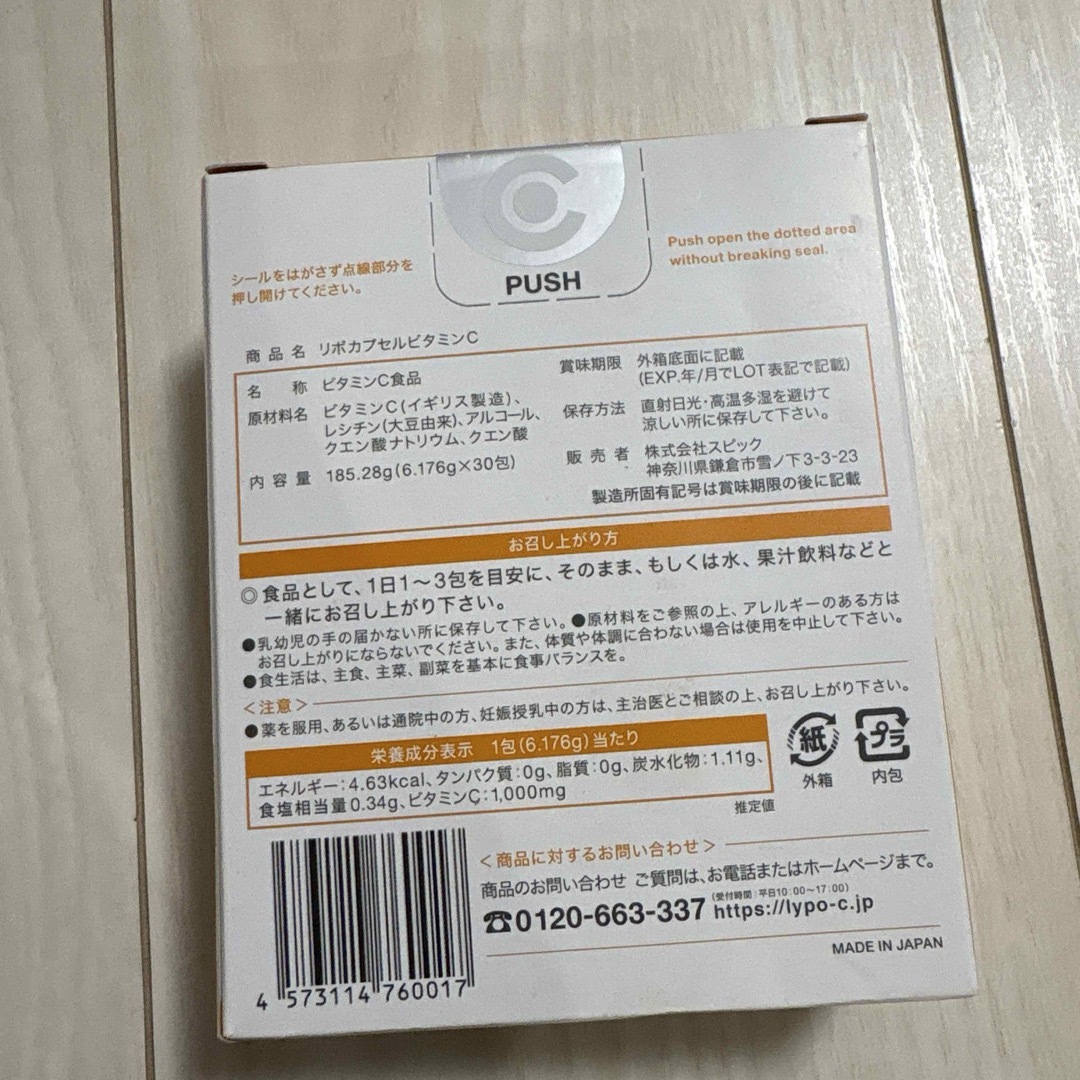 C
PUSH
シールをはがさず点線部分を
押し開けてください。
Push open the dotted area
without breaking seal.
商品名 リポカプセルビタミンC
名称 ビタミンC食品
原材料名 ビタミンC(イギリス製造)、
レシチン(大豆由来)、アルコール、
クエン酸ナトリウム、クエン酸
内容量 185.28g(6.176g×30包)
賞味期限 外箱底面に記載
(EXP.年/月でLOT表記で記載)
保存方法 直射日光・高温多湿を避けて
涼しい所に保存して下さい。
販売者 株式会社スピック
神奈川県鎌倉市雪ノ下3-3-23
製造所固有記号は賞味期限の後に記載
お召し上がり方
◎食品として、1日1〜3包を目安に、そのまま、もしくは水、果汁飲料などと
一緒にお召し上がり下さい。
●乳幼児の手の届かない所に保存して下さい。●原材料をご参照の上、アレルギーのある方は
お召し上がりにならないでください。また、体質や体調に合わない場合は使用を中止して下さい。
●食生活は、主食、主菜、副菜を基本に食事バランスを。
<注意>
●薬を服用、あるいは通院中の方、妊娠授乳中の方は、主治医とご相談の上、お召し上がり下さい。
栄養成分表示 1包(6.176g)当たり
エネルギー:4.63kcal、タンパク質:0g、脂質:0g、炭水化物:1.11g、
食塩相当量0.34g、ビタミンC:1,000mg
推定値
紙
外箱
プラ
内包
<商品に対するお問い合わせ>
商品のお問い合わせ ご質問は、お電話またはホームページまで。
☎0120-663-337 (受付時間 平日10:00〜17:00)
https://lypo-c.jp
MADE IN JAPAN
4 573114 760017